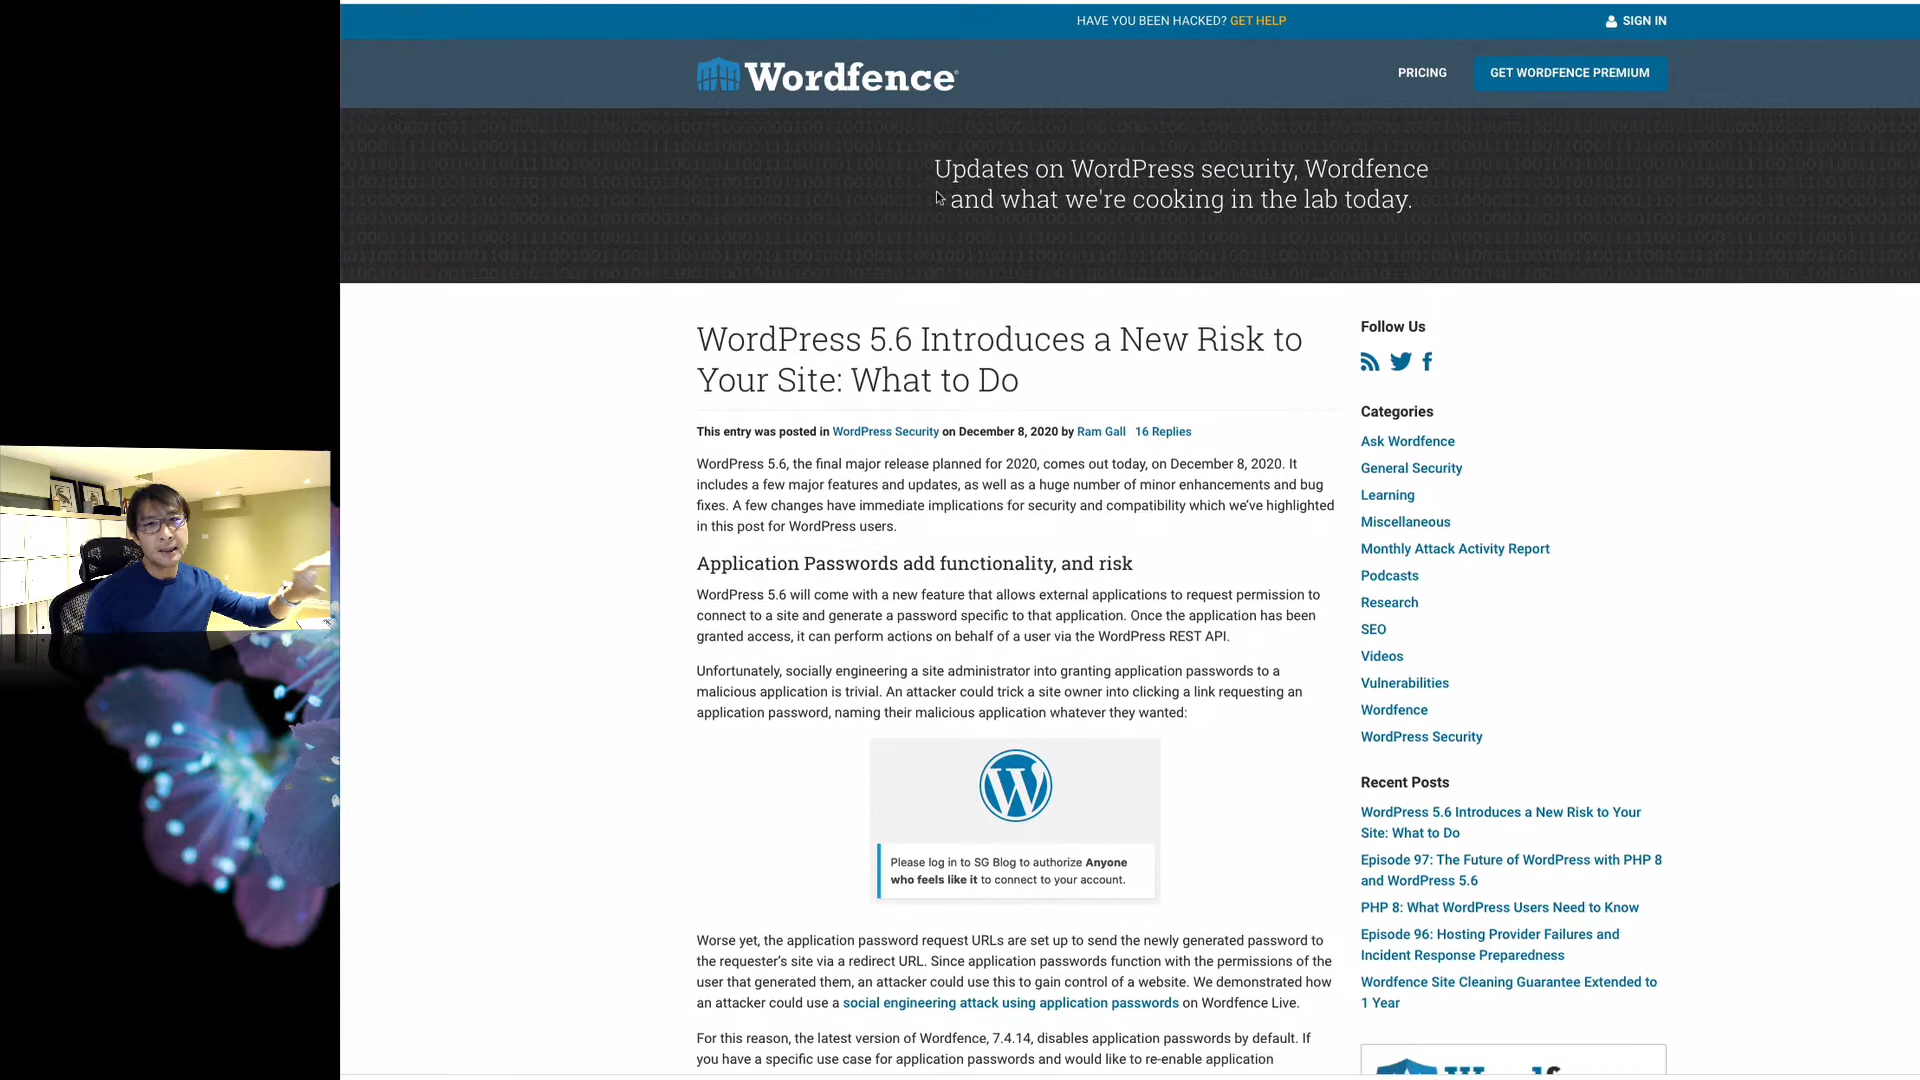 HAVE YOU BEEN HACKED? GET HELP
SIGN IN
Wordfence
PRICING
GET WORDFENCE PREMIUM
Updates on WordPress security, Wordfence
and what we're cooking in the lab today.
WordPress 5.6 Introduces a New Risk to
Your Site: What to Do
This entry was posted in WordPress Security on December 8, 2020 by Ram Gall 16 Replies
WordPress 5.6, the final major release planned for 2020, comes out today, on December 8, 2020. It
includes a few major features and updates, as well as a huge number of minor enhancements and bug
fixes. A few changes have immediate implications for security and compatibility which we've highlighted
in this post for WordPress users.
Application Passwords add functionality, and risk
WordPress 5.6 will come with a new feature that allows external applications to request permission to
connect to a site and generate a password specific to that application. Once the application has been
granted access, it can perform actions on behalf of a user via the WordPress REST API.
Unfortunately, socially engineering a site administrator into granting application passwords to a
malicious application is trivial. An attacker could trick a site owner into clicking a link requesting an
application password, naming their malicious application whatever they wanted:
Please log in to SG Blog to authorize Anyone
who feels like it to connect to your account.
Worse yet, the application password request URLs are set up to send the newly generated password to
the requester's site via a redirect URL. Since application passwords function with the permissions of the
user that generated them, an attacker could use this to gain control of a website. We demonstrated how
an attacker could use a social engineering attack using application passwords on Wordfence Live.
For this reason, the latest version of Wordfence, 7.4.14, disables application passwords by default. If
you have a specific use case for application passwords and would like to re-enable application
Follow Us
Categories
Ask Wordfence
General Security
Learning
Miscellaneous
Monthly Attack Activity Report
Podcasts
Research
SEO
Videos
Vulnerabilities
Wordfence
WordPress Security
Recent Posts
WordPress 5.6 Introduces a New Risk to Your
Site: What to Do
Episode 97: The Future of WordPress with PHP 8
and WordPress 5.6
PHP 8: What WordPress Users Need to Know
Episode 96: Hosting Provider Failures and
Incident Response Preparedness
Wordfence Site Cleaning Guarantee Extended to
1 Year